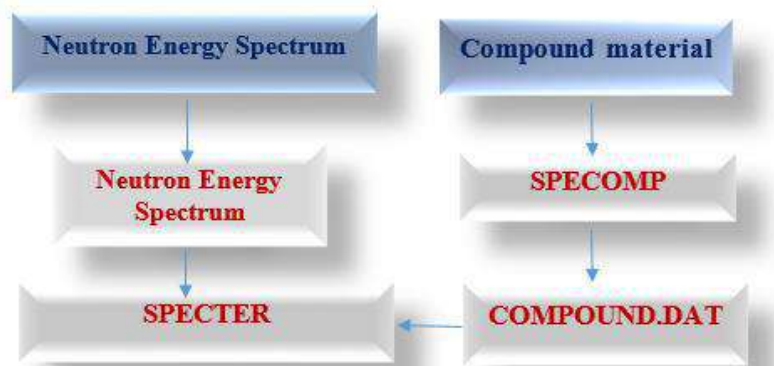 Neutron Energy Spectrum
Compound material
Neutron Energy
Spectrum
SPECOMP
SPECTER
COMPOUND.DAT